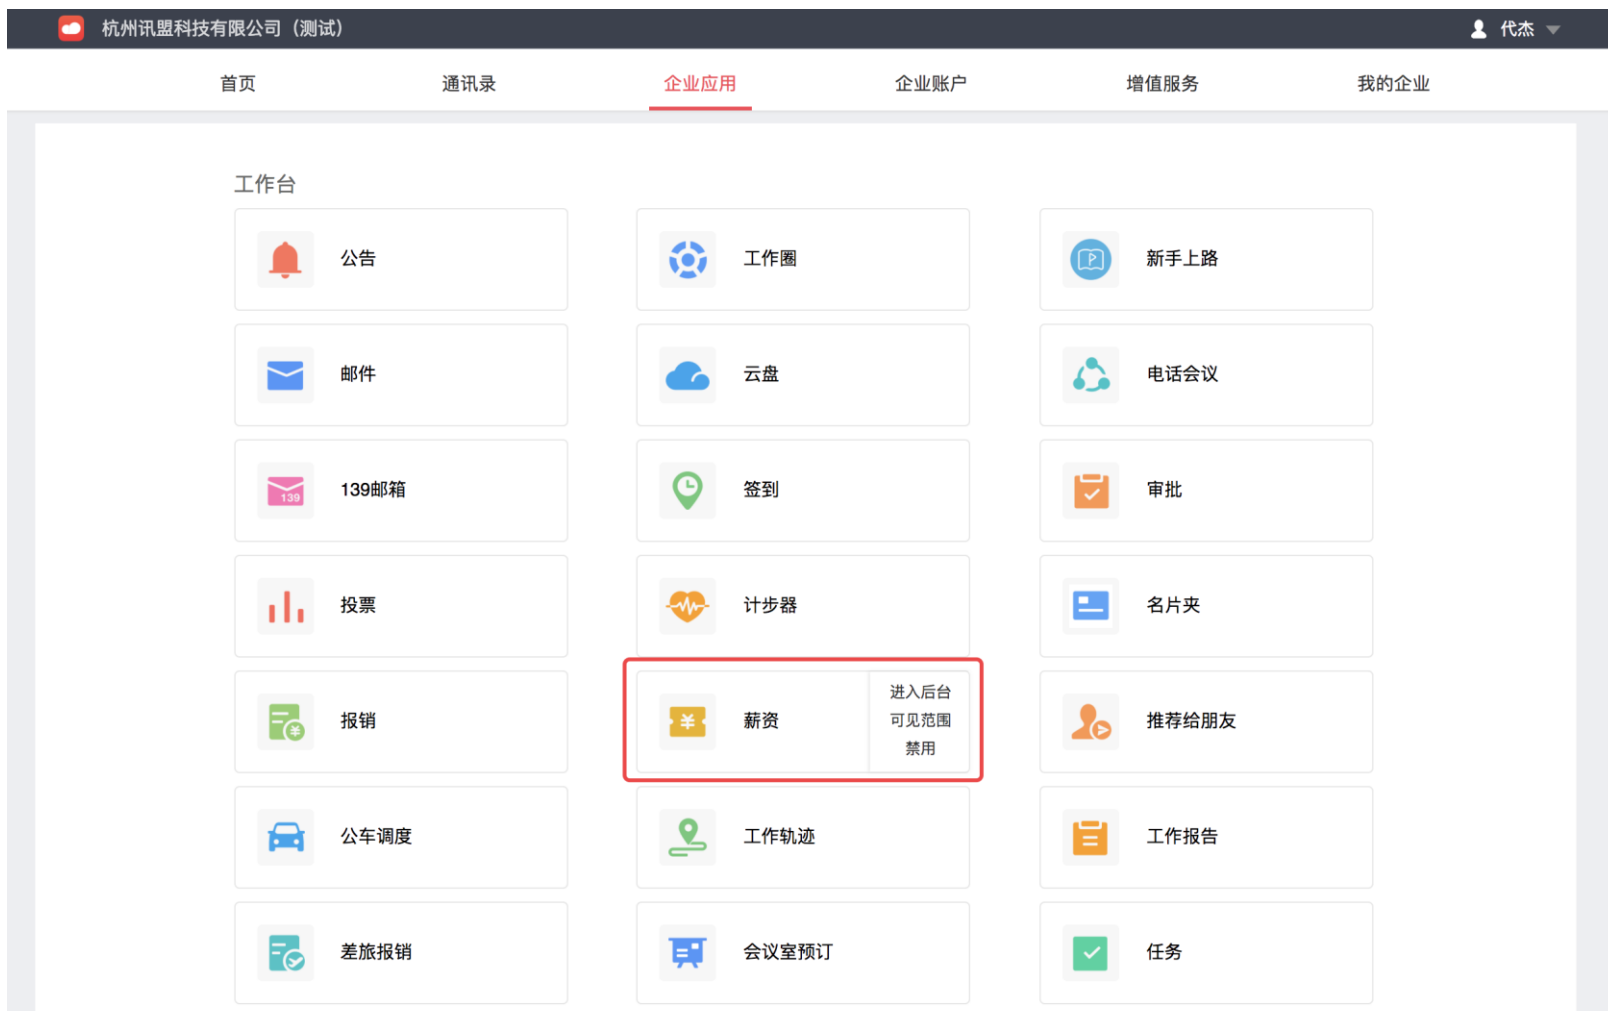 杭州讯盟科技有限公司（测试）
代杰
首页 通讯录 企业应用 企业账户 增值服务 我的企业
工作台
公告
工作圈
新手上路
邮件
云盘
电话会议
139
139邮箱
签到
审批
投票
计步器
名片夹
报销
薪资
进入后台
可见范围
禁用
推荐给朋友
公车调度
工作轨迹
工作报告
差旅报销
会议室预订
任务